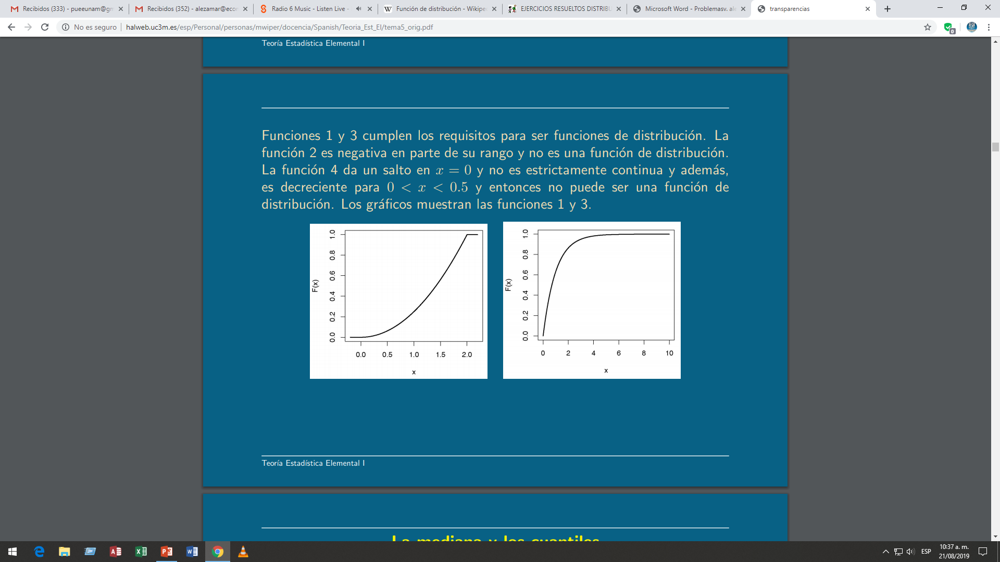 Recibidos (333) - pueeunam@gm
Recibidos (352) - alezamar@econ
Radio 6 Music - Listen Live -
Función de distribución - Wikipe
EJERCICIOS RESUELTOS DISTRIBU
Microsoft Word - Problemasv. ale
transparencias
No es seguro
halweb.uc3m.es/esp/Personal/personas/mwiper/docencia/Spanish/Teoria_Est_El/tema5_orig.pdf
0
Teoría Estadística Elemental I
Funciones 1 y 3 cumplen los requisitos para ser funciones de distribución. La
función 2 es negativa en parte de su rango y no es una función de distribución.
La función 4 da un salto en x = 0 y no es estrictamente continua y además,
es decreciente para 0 < x < 0.5 y entonces no puede ser una función de
distribución. Los gráficos muestran las funciones 1 y 3.
F(x)
1.0
0.8
0.6
0.4
0.2
0.0
0.0 0.5 1.0 1.5 2.0
x
F(x)
1.0
0.8
0.6
0.4
0.2
0.0
0 2 4 6 8 10
x
Teoría Estadística Elemental I
La mediana y los cuantiles
ESP
10:37 a. m.
21/08/2019